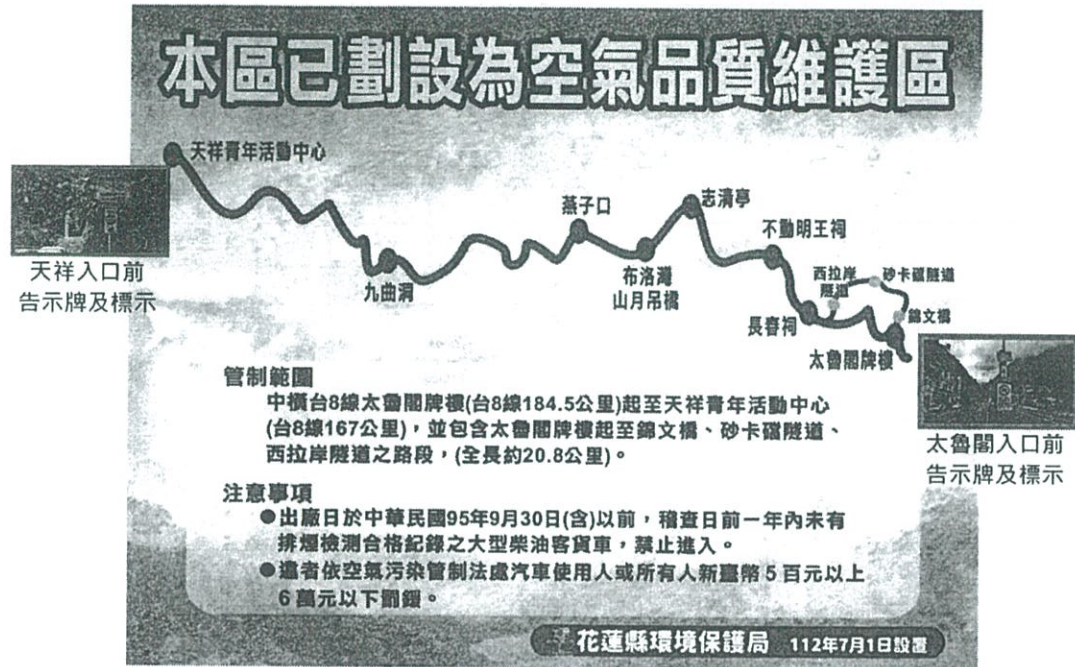 本區已劃設為空氣品質維護區
天祥青年活動中心
天祥入口前
告示牌及標示
九曲洞
燕子口
布洛灣
山月吊橋
志清亭
不動明王祠
西拉岸
隧道
砂卡礑隧道
長春祠
錦文橋
太魯閣牌樓
太魯閣入口前
告示牌及標示
管制範圍
中橫台8線太魯閣牌樓(台8線184.5公里)起至天祥青年活動中心
(台8線167公里),並包含太魯閣牌樓起至錦文橋、砂卡礑隧道、
西拉岸隧道之路段,(全長約20.8公里)。
注意事項
●出廠日於中華民國95年9月30日(含)以前,稽查日前一年內未有
排煙檢測合格紀錄之大型柴油客貨車,禁止進入。
●違者依空氣污染管制法處汽車使用人或所有人新臺幣5百元以上
6萬元以下罰鍰。
花蓮縣環境保護局 112年7月1日設置